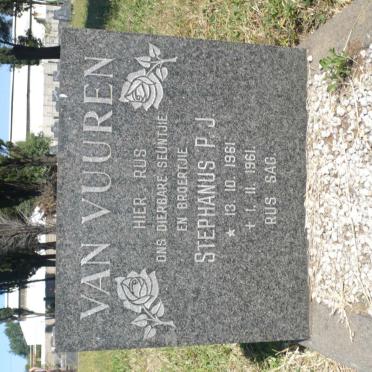 VAN VUUREN
HIER RUS
ONS DIERBARE SEUNTJIE
EN BROERTJIE
STEPHANUS P.J
* 13.10.1961.
+ 1.11.1961.
RUS SAG.